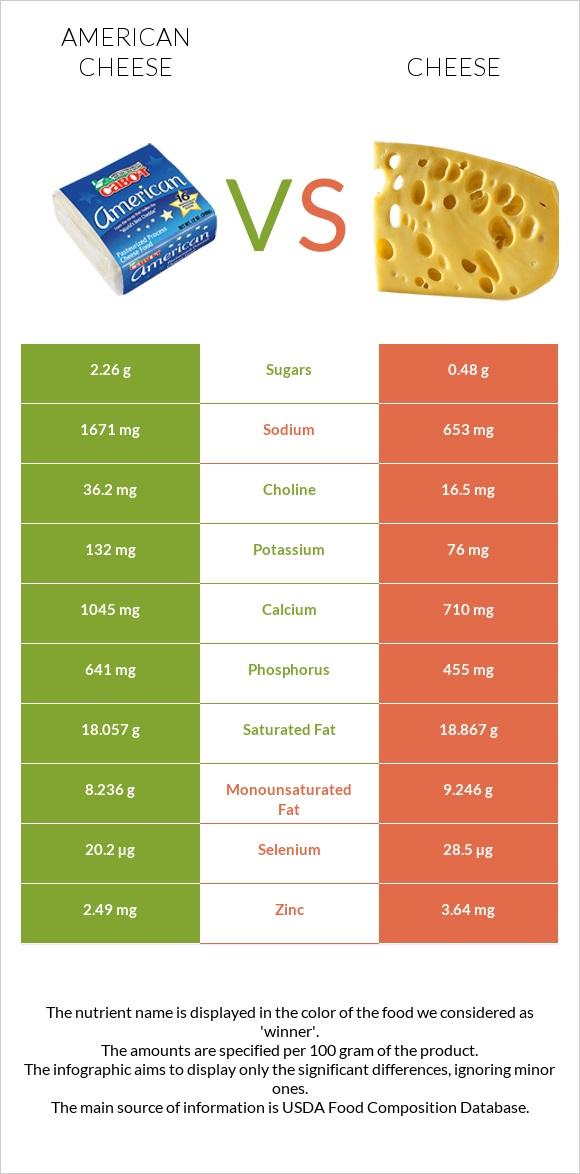 AMERICAN
CHEESE
CHEESE
CABOT
American
16
Pasteurized Process
Cheese Food
American
VS
2.26 g Sugars 0.48 g
1671 mg Sodium 653 mg
36.2 mg Choline 16.5 mg
132 mg Potassium 76 mg
1045 mg Calcium 710 mg
641 mg Phosphorus 455 mg
18.057 g Saturated Fat 18.867 g
8.236 g Monounsaturated 9.246 g
Fat
20.2 μg Selenium 28.5 μg
2.49 mg Zinc 3.64 mg
The nutrient name is displayed in the color of the food we considered as
'winner'.
The amounts are specified per 100 gram of the product.
The infographic aims to display only the significant differences, ignoring minor
ones.
The main source of information is USDA Food Composition Database.